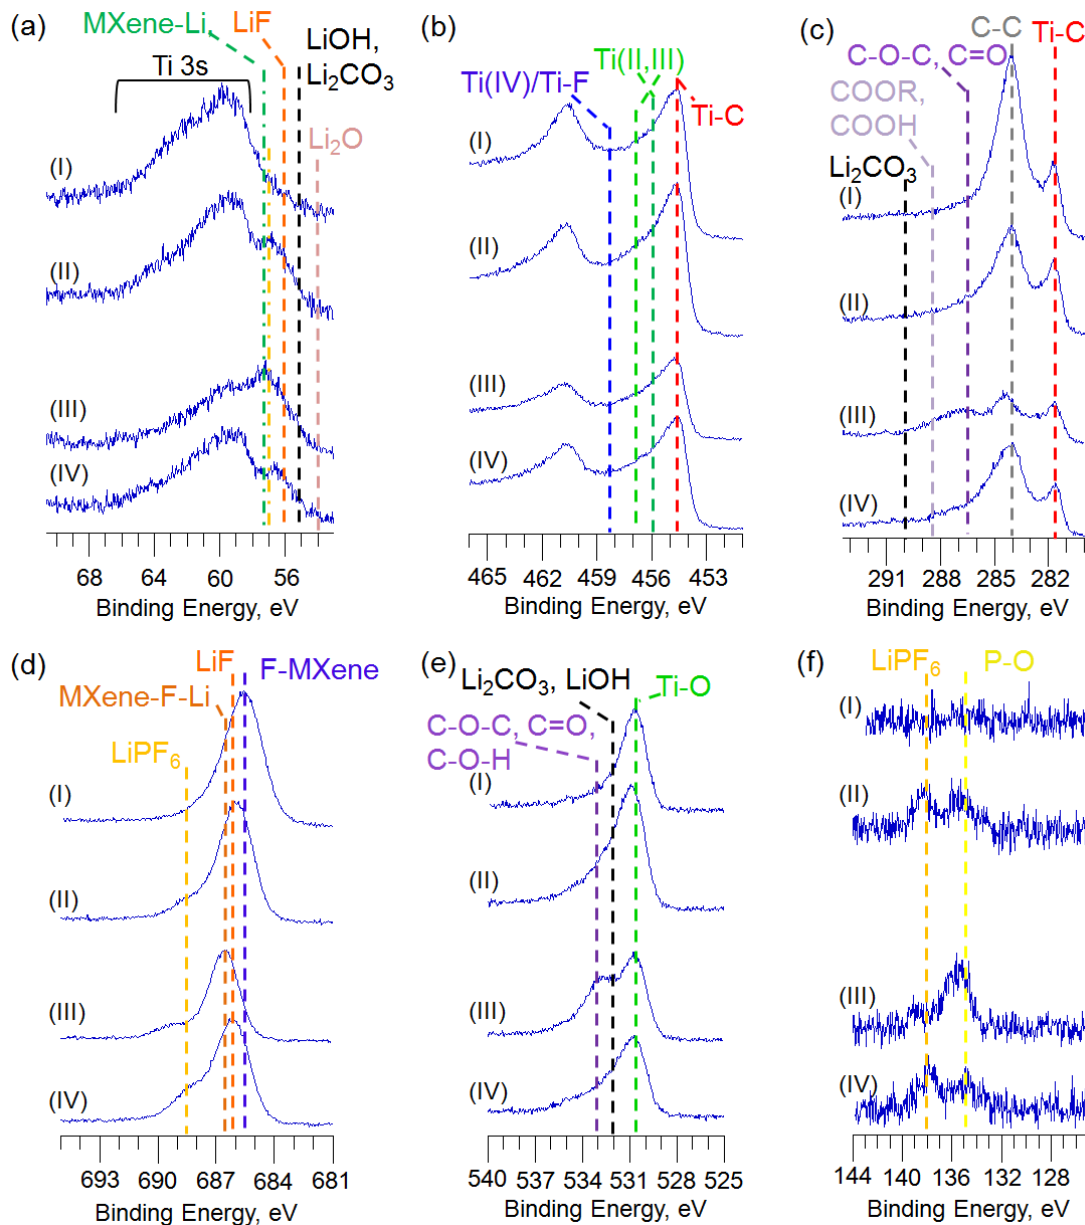 (a)
MXene-Li,
LiF
LiOH,
Li₂CO₃
Ti 3s
Li₂O
(I)
(II)
(III)
(IV)
68 64 60 56
Binding Energy, eV
(b)
Ti(II,III)
Ti(IV)/Ti-F
Ti-C
(I)
(II)
(III)
(IV)
465 462 459 456 453
Binding Energy, eV
(c)
C-C
Ti-C
C-O-C, C=O
COOR,
COOH
Li₂CO₃
(I)
(II)
(III)
(IV)
291 288 285 282
Binding Energy, eV
(d)
LiF
F-MXene
MXene-F-Li
LiPF₆
(I)
(II)
(III)
(IV)
693 690 687 684 681
Binding Energy, eV
(e)
Li₂CO₃, LiOH
Ti-O
C-O-C, C=O,
C-O-H
(I)
(II)
(III)
(IV)
540 537 534 531 528 525
Binding Energy, eV
(f)
LiPF₆
P-O
(I)
(II)
(III)
(IV)
144 140 136 132 128
Binding Energy, eV